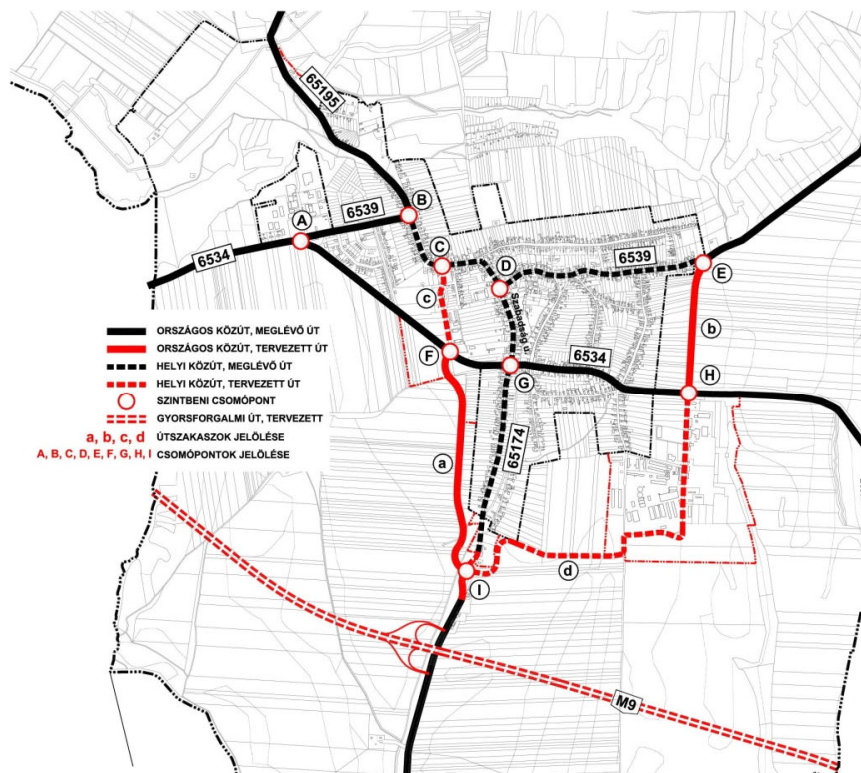 65195
B
A
6539
6534
C
D
6539
E
c
Szabadság u.
b
ORSZÁGOS KÖZÚT, MEGLÉVŐ ÚT
ORSZÁGOS KÖZÚT, TERVEZETT ÚT
HELYI KÖZÚT, MEGLÉVŐ ÚT
HELYI KÖZÚT, TERVEZETT ÚT
SZINTBENI CSOMÓPONT
GYORSFORGALMI ÚT, TERVEZETT
a, b, c, d ÚTSZAKASZOK JELÖLÉSE
A, B, C, D, E, F, G, H, I CSOMÓPONTOK JELÖLÉSE
F
6534
G
H
a
65174
d
I
M9